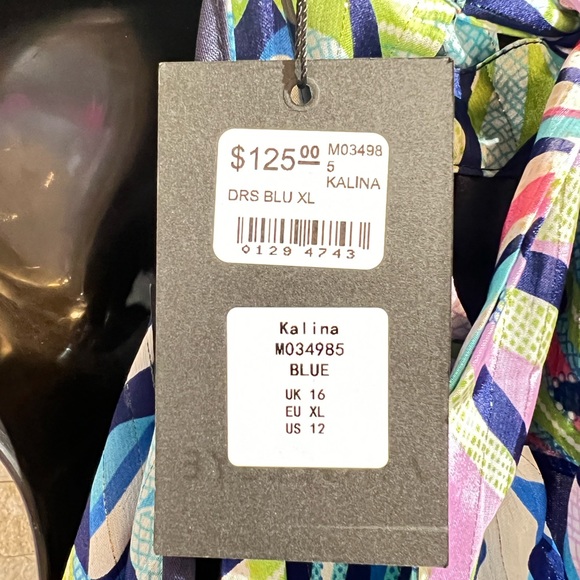 $125.00 M03498
5
KALINA
DRS BLU XL
0129 4743
Kalina
M034985
BLUE
UK 16
EU XL
US 12